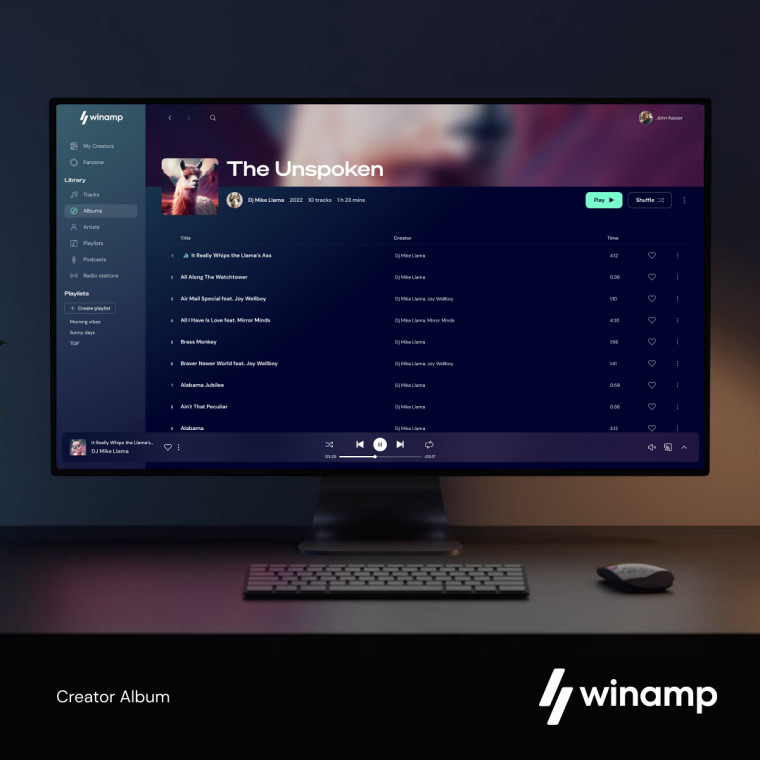 winamp
John Kasser
My Creators
Fanzone
The Unspoken
Library
Dj Mike Llama 2022 10 tracks 1 h 23 mins Play Shuffle
Tracks
Albums
Artists
Playlists
Podcasts
Radio stations
Playlists
+ Create playlist
Morning vibes
Sunny days
TGIF
Title Creator Time
1 It Really Whips the Llama's Ass Dj Mike Llama 4:12
2 All Along The Watchtower Dj Mike Llama 0:36
3 Air Mail Special feat. Joy Wellboy Dj Mike Llama, Joy Wellboy 1:10
4 All I Have Is Love feat. Mirror Minds Dj Mike Llama, Mirror Minds 4:35
5 Brass Monkey Dj Mike Llama 1:56
6 Braver Newer World feat. Joy Wellboy Dj Mike Llama, Joy Wellboy 1:41
7 Alabama Jubilee Dj Mike Llama 0:59
8 Ain't That Peculiar Dj Mike Llama 0:36
9 Alabama Dj Mike Llama 3:12
It Really Whips the Llama's...
DJ Mike Llama
Creator Album
winamp